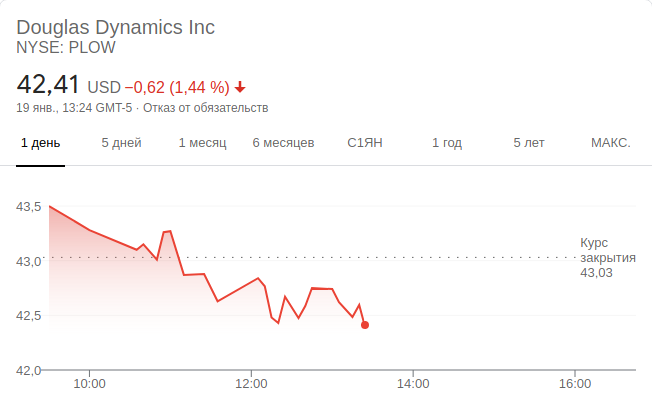 Douglas Dynamics Inc
NYSE: PLOW
42,41 USD −0,62 (1,44 %)
19 янв., 13:24 GMT-5 · Отказ от обязательств
1 день 5 дней 1 месяц 6 месяцев С1ЯН 1 год 5 лет МАКС.
43,5
Курс
43,0 закрытия
43,03
42,5
42,0
10:00 12:00 14:00 16:00